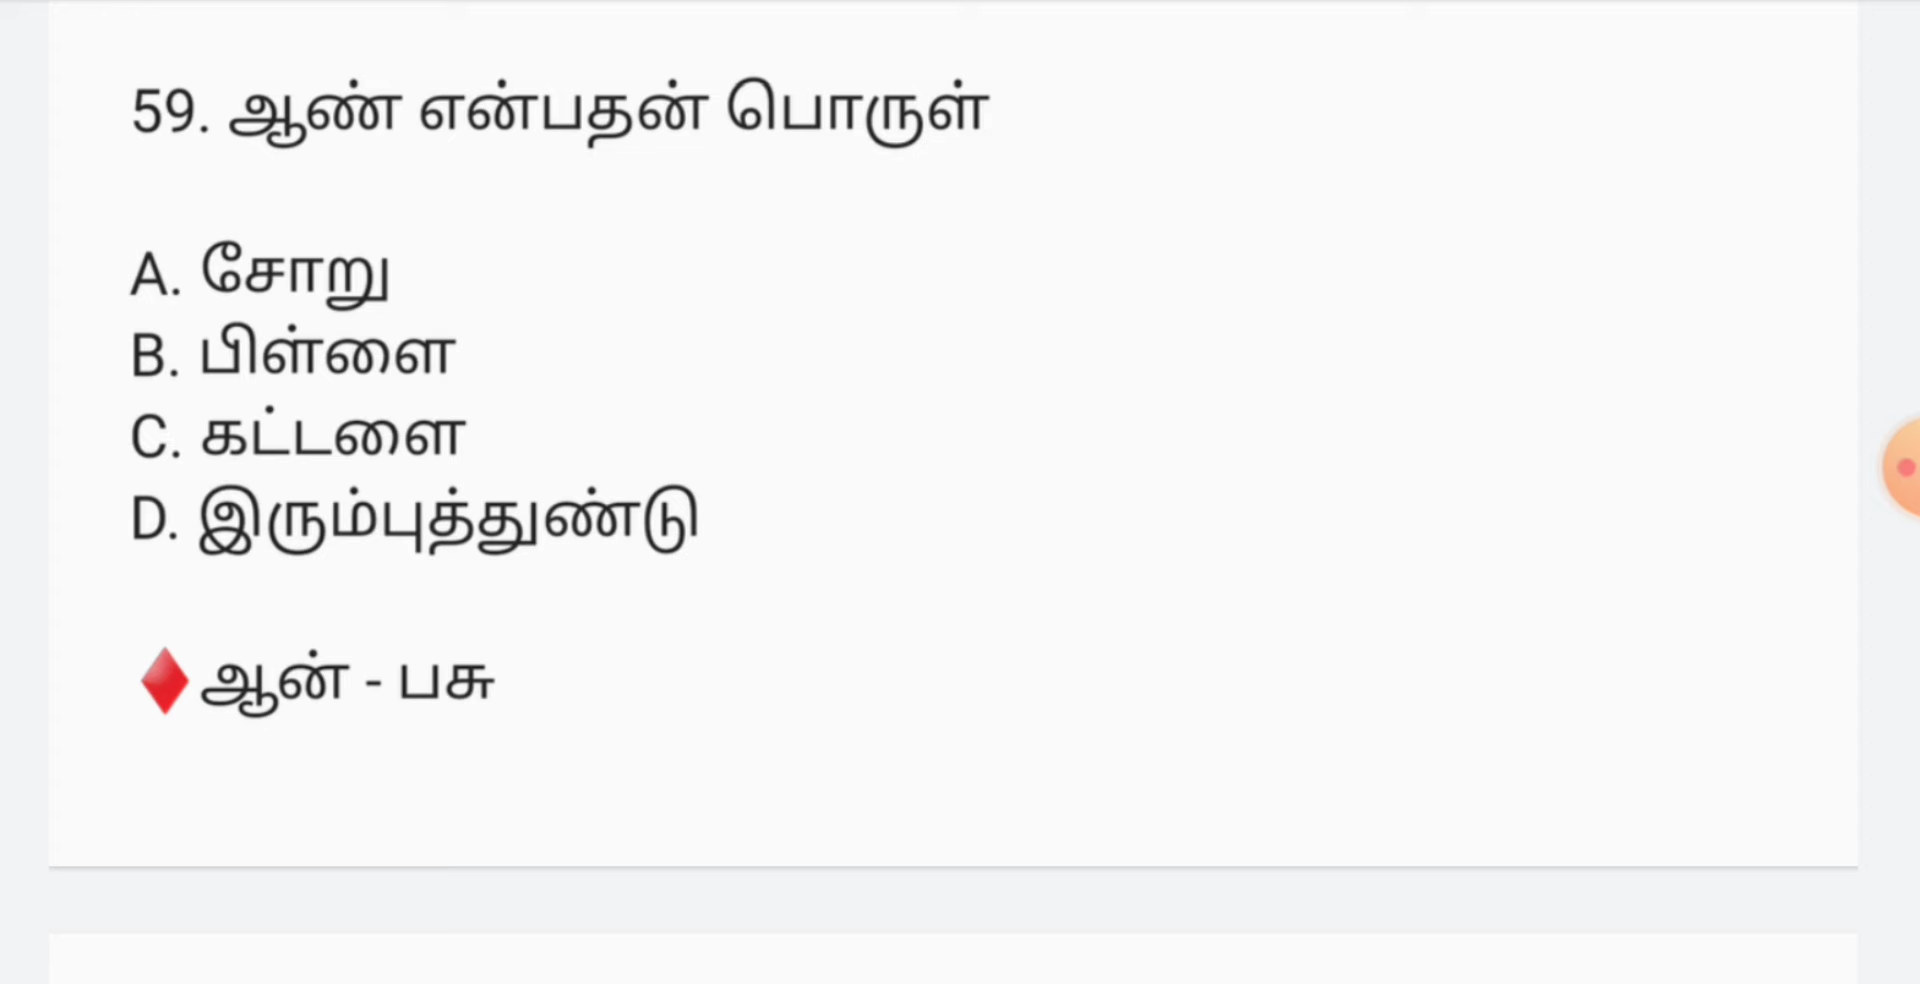 59. ஆண் என்பதன் பொருள்
A. சோறு
B. பிள்ளை
C. கட்டளை
D. இரும்புத்துண்டு
ஆன் - பசு